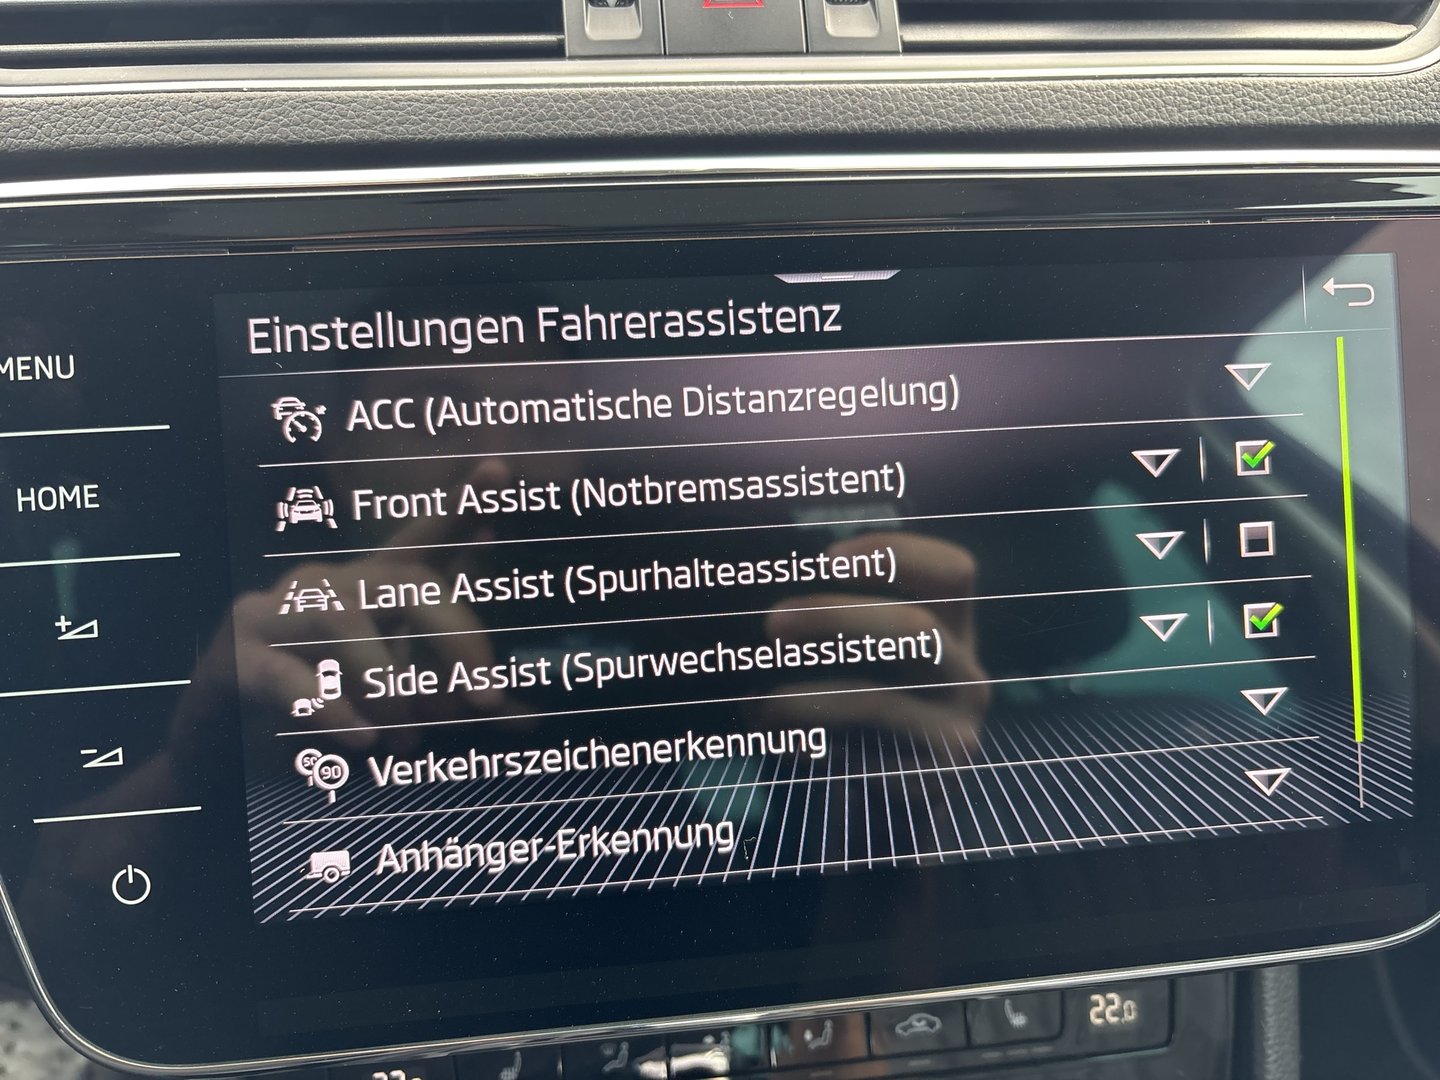 Einstellungen Fahrerassistenz
MENU
ACC (Automatische Distanzregelung)
HOME
Front Assist (Notbremsassistent)
Lane Assist (Spurhalteassistent)
Side Assist (Spurwechselassistent)
90
Verkehrszeichenerkennung
Anhänger-Erkennung
22.0